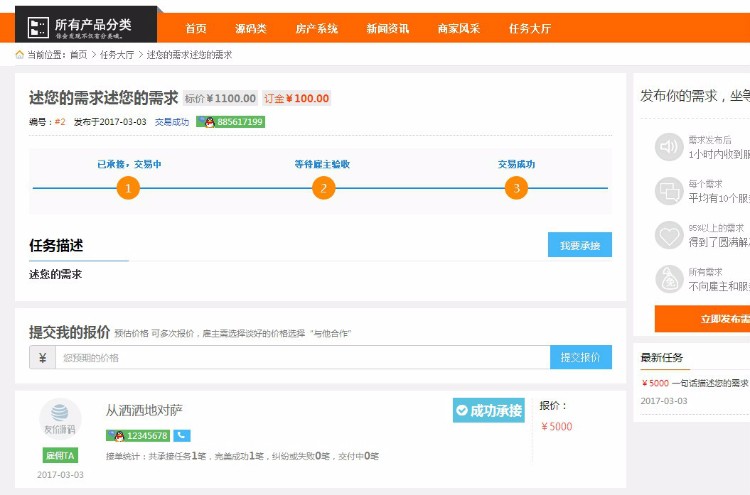 所有产品分类
首页 源码类 房产系统 新闻资讯 商家风采 任务大厅
当前位置：首页 > 任务大厅 > 述您的需求述您的需求
述您的需求述您的需求 标价￥1100.00 订金￥100.00
编号：#2 发布于2017-03-03 交易成功 885617199
已承接，交易中 等待雇主验收 交易成功
1 2 3
任务描述 我要承接
述您的需求
提交我的报价 预估价格 可多次报价，雇主需选择谈好的价格选择“与他合作”
¥ 您预期的价格 提交报价
从洒洒地对萨 成功承接 报价：
￥5000
友价源码
12345678
雇佣TA
接单统计：共承接任务1笔，完善成功1笔，纠纷或失败0笔，交付中0笔
2017-03-03
发布你的需求，坐等
需求发布后
1小时内收到服
每个需求
平均有10个服
95%以上的需求
得到了圆满解
所有需求
不向雇主和服
立即发布需
最新任务
￥5000 一句话描述您的需求
2017-03-03